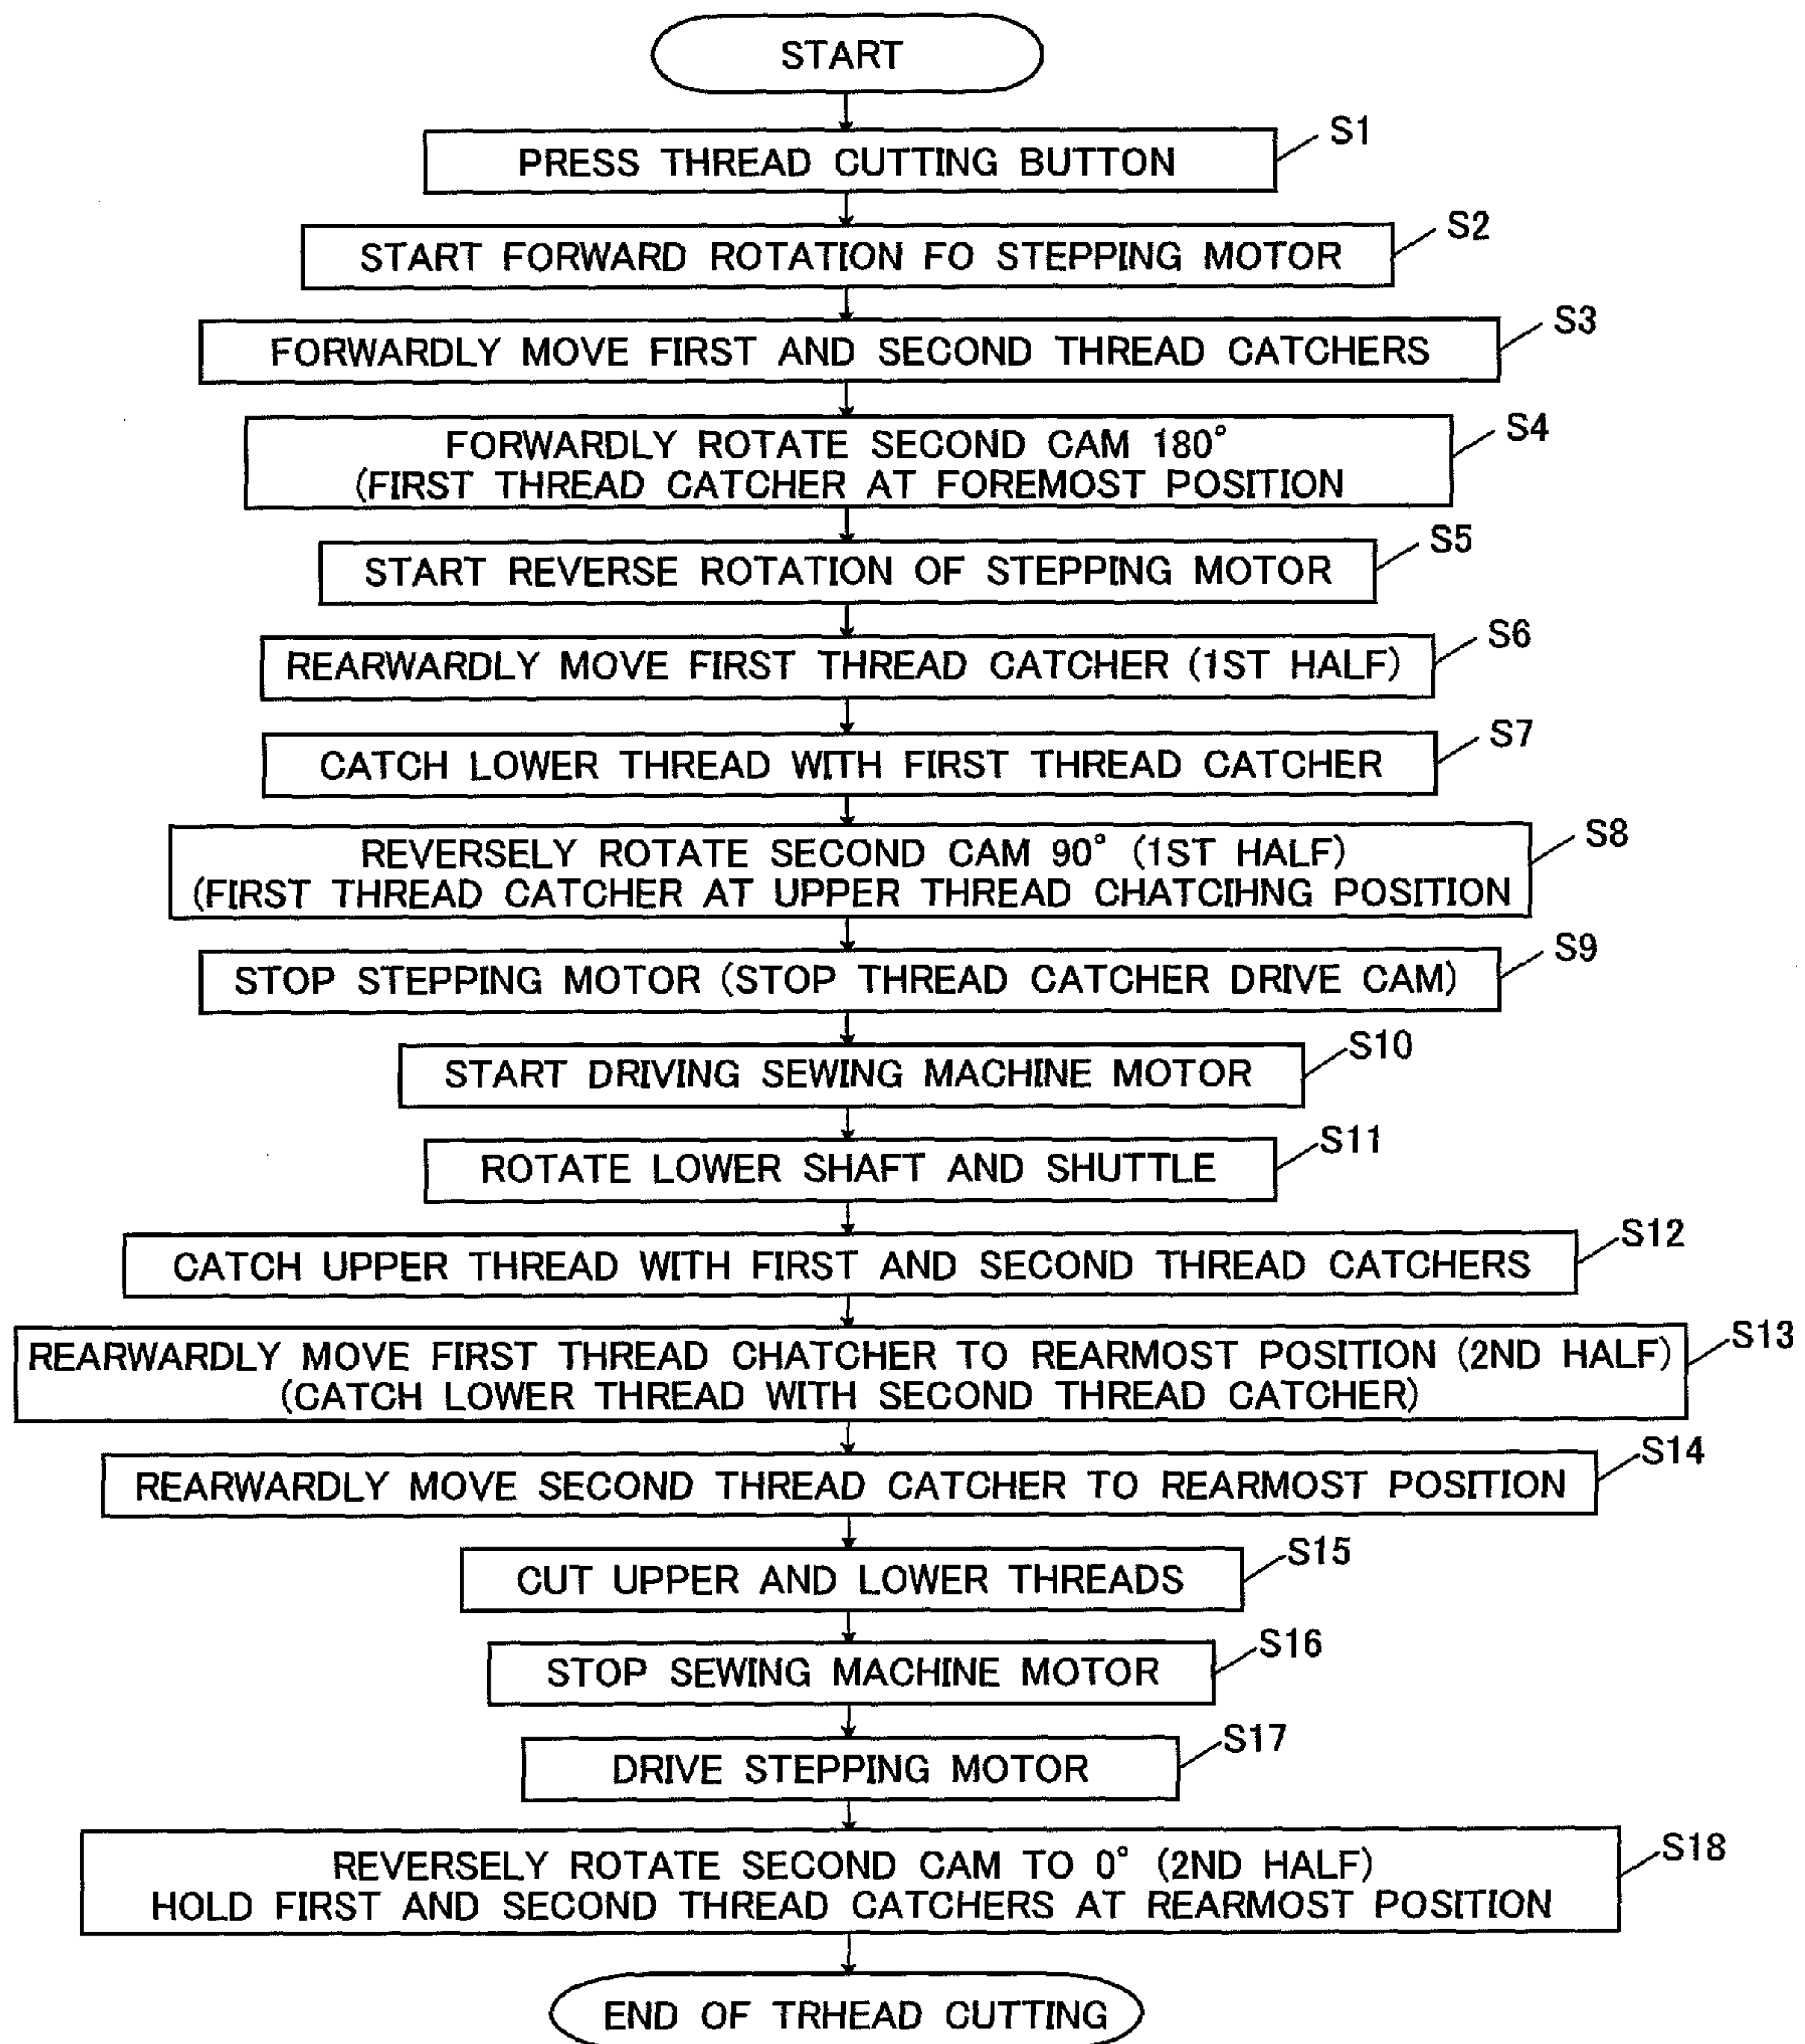 START
PRESS THREAD CUTTING BUTTON
S1
START FORWARD ROTATION FO STEPPING MOTOR
S2
FORWARDLY MOVE FIRST AND SECOND THREAD CATCHERS
S3
FORWARDLY ROTATE SECOND CAM 180°
(FIRST THREAD CATCHER AT FOREMOST POSITION
S4
START REVERSE ROTATION OF STEPPING MOTOR
S5
REARWARDLY MOVE FIRST THREAD CATCHER (1ST HALF)
S6
CATCH LOWER THREAD WITH FIRST THREAD CATCHER
S7
REVERSELY ROTATE SECOND CAM 90° (1ST HALF)
(FIRST THREAD CATCHER AT UPPER THREAD CHATCIHNG POSITION
S8
STOP STEPPING MOTOR (STOP THREAD CATCHER DRIVE CAM)
S9
START DRIVING SEWING MACHINE MOTOR
S10
ROTATE LOWER SHAFT AND SHUTTLE
S11
CATCH UPPER THREAD WITH FIRST AND SECOND THREAD CATCHERS
S12
REARWARDLY MOVE FIRST THREAD CHATCHER TO REARMOST POSITION (2ND HALF)
(CATCH LOWER THREAD WITH SECOND THREAD CATCHER)
S13
REARWARDLY MOVE SECOND THREAD CATCHER TO REARMOST POSITION
S14
CUT UPPER AND LOWER THREADS
S15
STOP SEWING MACHINE MOTOR
S16
DRIVE STEPPING MOTOR
S17
REVERSELY ROTATE SECOND CAM TO 0° (2ND HALF)
HOLD FIRST AND SECOND THREAD CATCHERS AT REARMOST POSITION
S18
END OF TRHEAD CUTTING